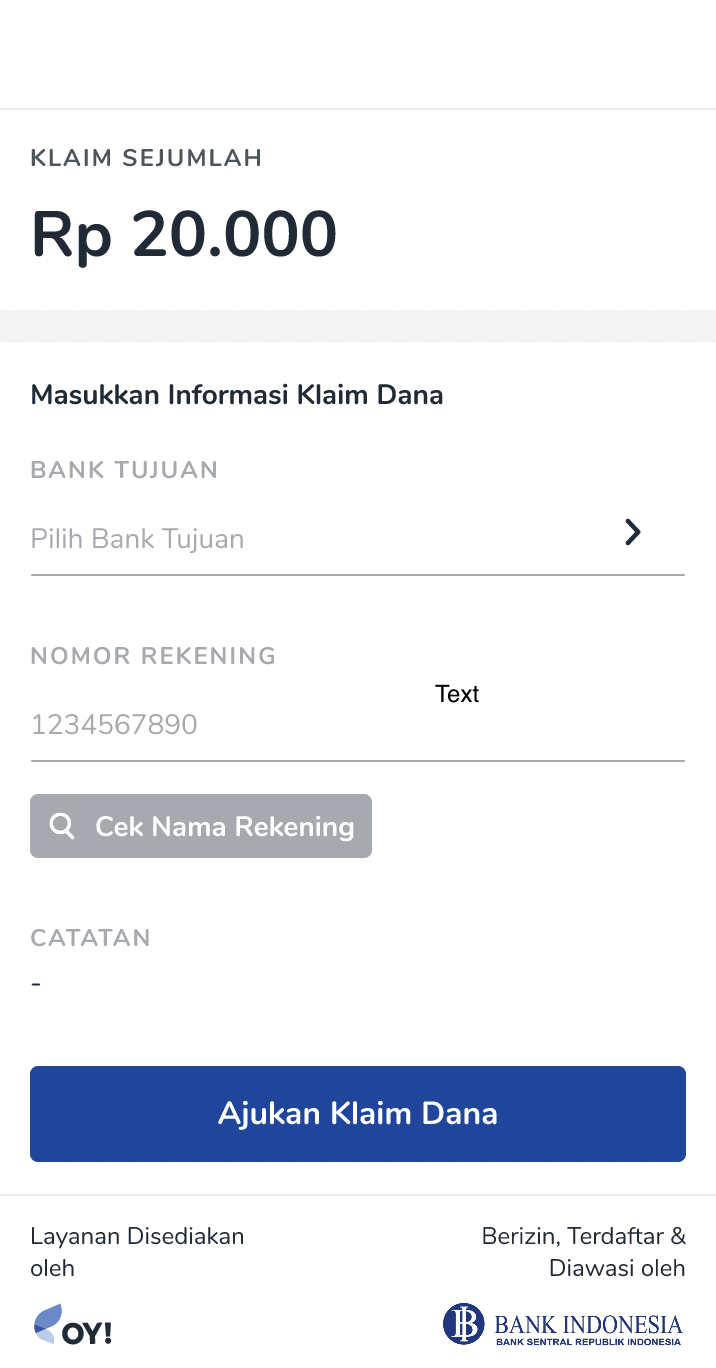 KLAIM SEJUMLAH
Rp 20.000
Masukkan Informasi Klaim Dana
BANK TUJUAN
Pilih Bank Tujuan
NOMOR REKENING
Text
1234567890
Cek Nama Rekening
CATATAN
-
Ajukan Klaim Dana
Layanan Disediakan
oleh
OY!
Berizin, Terdaftar &
Diawasi oleh
BANK INDONESIA
BANK SENTRAL REPUBLIK INDONESIA